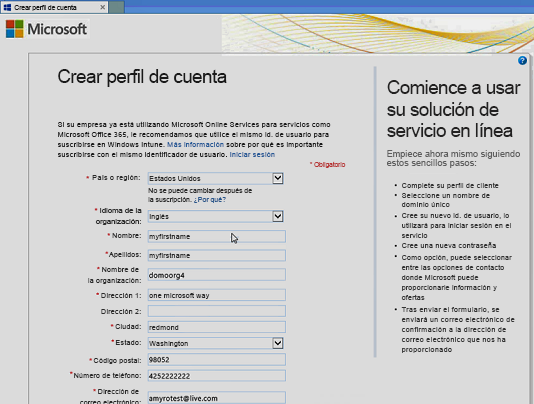 Crear perfil de cuenta
Microsoft
Crear perfil de cuenta
Si su empresa ya está utilizando Microsoft Online Services para servicios como
Microsoft Office 365, le recomendamos que utilice el mismo id. de usuario para
suscribirse en Windows Intune. Más información sobre por qué es importante
suscribirse con el mismo identificador de usuario. Iniciar sesión
* Obligatorio
* País o región: Estados Unidos
No se puede cambiar después de
la suscripción. ¿Por qué?
* Idioma de la
organización: Inglés
* Nombre: myfirstname
* Apellidos: myfirstname
* Nombre de
la organización: domoorg4
* Dirección 1: one microsoft way
Dirección 2:
* Ciudad: redmond
* Estado: Washington
* Código postal: 98052
* Número de teléfono: 4252222222
* Dirección de
correo electrónico: amyrotest@live.com
?
Comience a usar
su solución de
servicio en línea
Empiece ahora mismo siguiendo
estos sencillos pasos:
• Complete su perfil de cliente
• Seleccione un nombre de
dominio único
• Cree su nuevo id. de usuario, lo
utilizará para iniciar sesión en el
servicio
• Cree una nueva contraseña
• Como opción, puede seleccionar
entre las opciones de contacto
donde Microsoft puede
proporcionarle información y
ofertas
• Tras enviar el formulario, se
enviará un correo electrónico de
confirmación a la dirección de
correo electrónico que nos ha
proporcionado